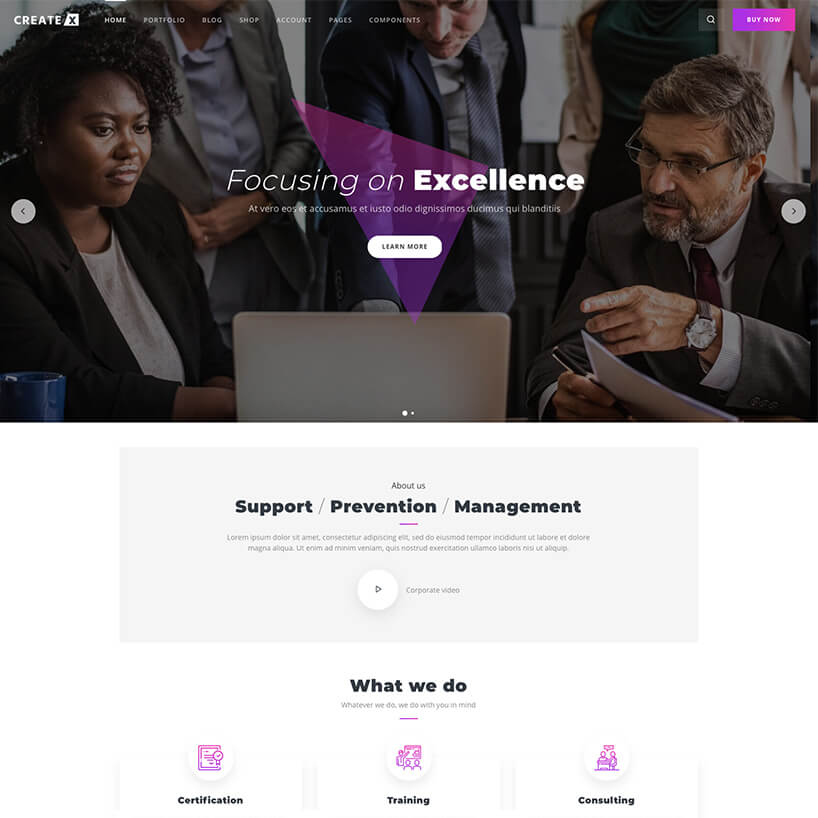 CREATE X
HOME PORTFOLIO BLOG SHOP ACCOUNT PAGES COMPONENTS
BUY NOW
Focusing on Excellence
At vero eos et accusamus et iusto odio dignissimos ducimus qui blanditiis
LEARN MORE
About us
Support / Prevention / Management
Lorem ipsum dolor sit amet, consectetur adipiscing elit, sed do eiusmod tempor incididunt ut labore et dolore
magna aliqua. Ut enim ad minim veniam, quis nostrud exercitation ullamco laboris nisi ut aliquip.
Corporate video
What we do
Whatever we do, we do with you in mind
Certification
Training
Consulting